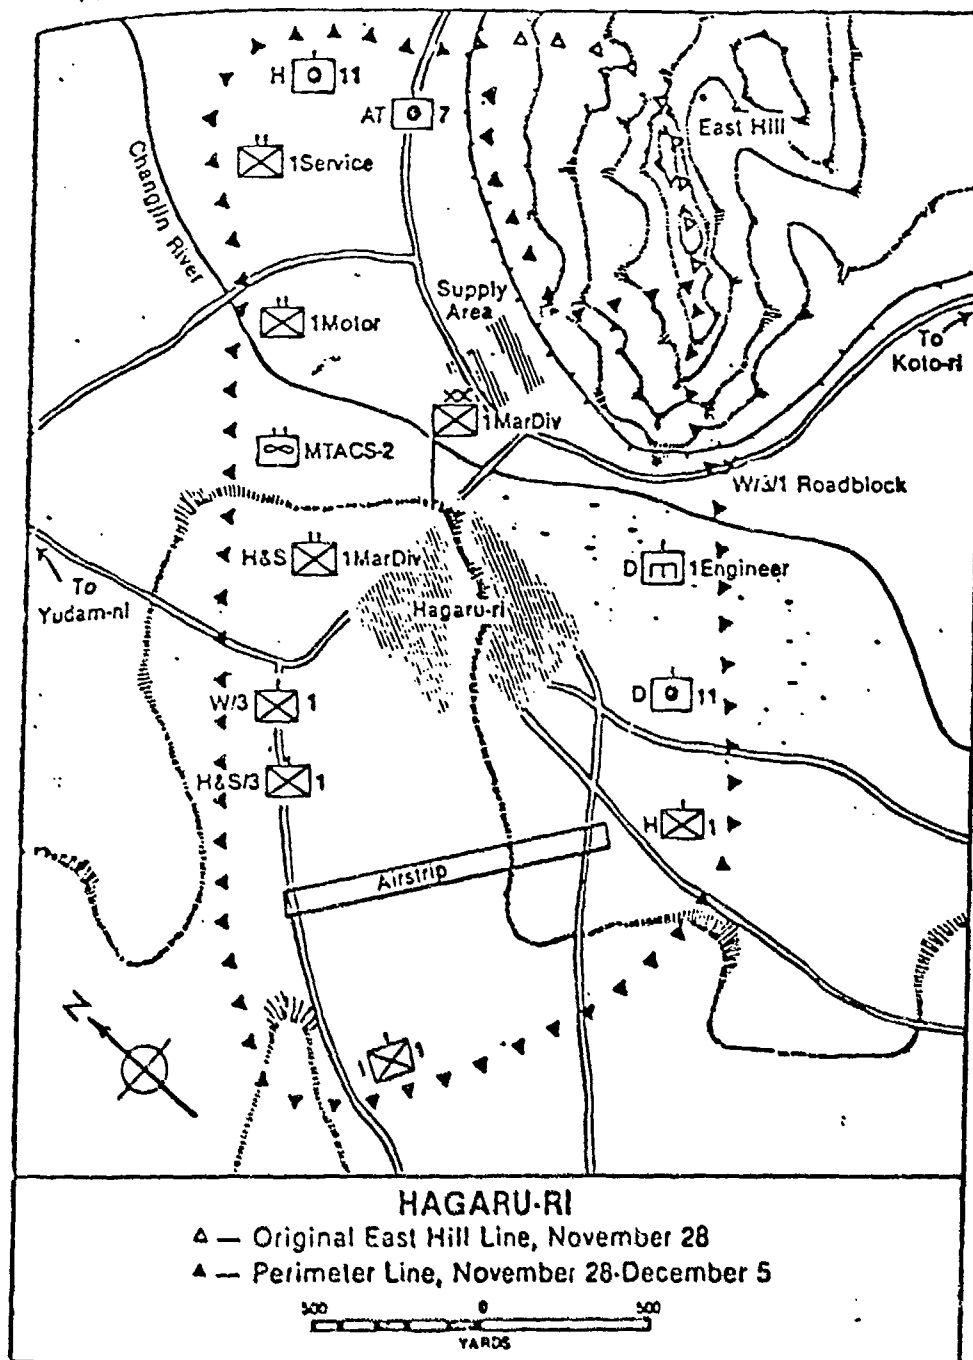 H 11
AT 7
East Hill
1Service
Changjin River
Supply
Area
1Motor
To
Koto-ri
1MarDiv
MTACS-2
W/3/1 Roadblock
H&S 1MarDiv
D 1Engineer
To
Yudam-ni
Hagaru-ri
D 11
W/3 1
H&S/3 1
H 1
Airstrip
N
I 1
HAGARU-RI
△ — Original East Hill Line, November 28
▲ — Perimeter Line, November 28-December 5
500 0 500
YARDS